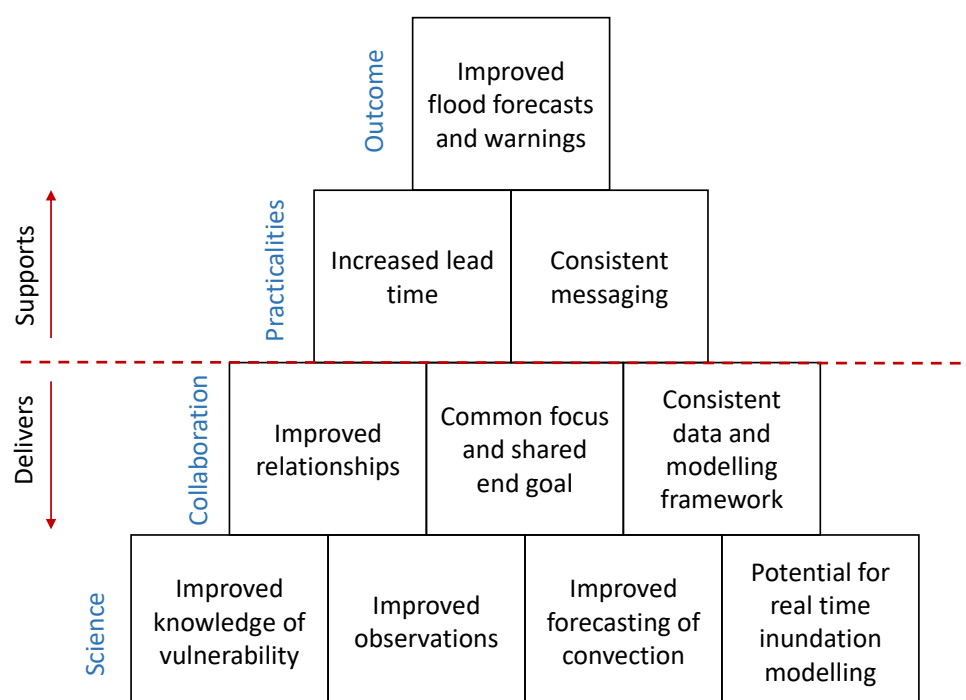 Outcome
Improved
flood forecasts
and warnings
Supports
Practicalities
Increased lead
time
Consistent
messaging
Delivers
Collaboration
Improved
relationships
Common focus
and shared
end goal
Consistent
data and
modelling
framework
Science
Improved
knowledge of
vulnerability
Improved
observations
Improved
forecasting of
convection
Potential for
real time
inundation
modelling